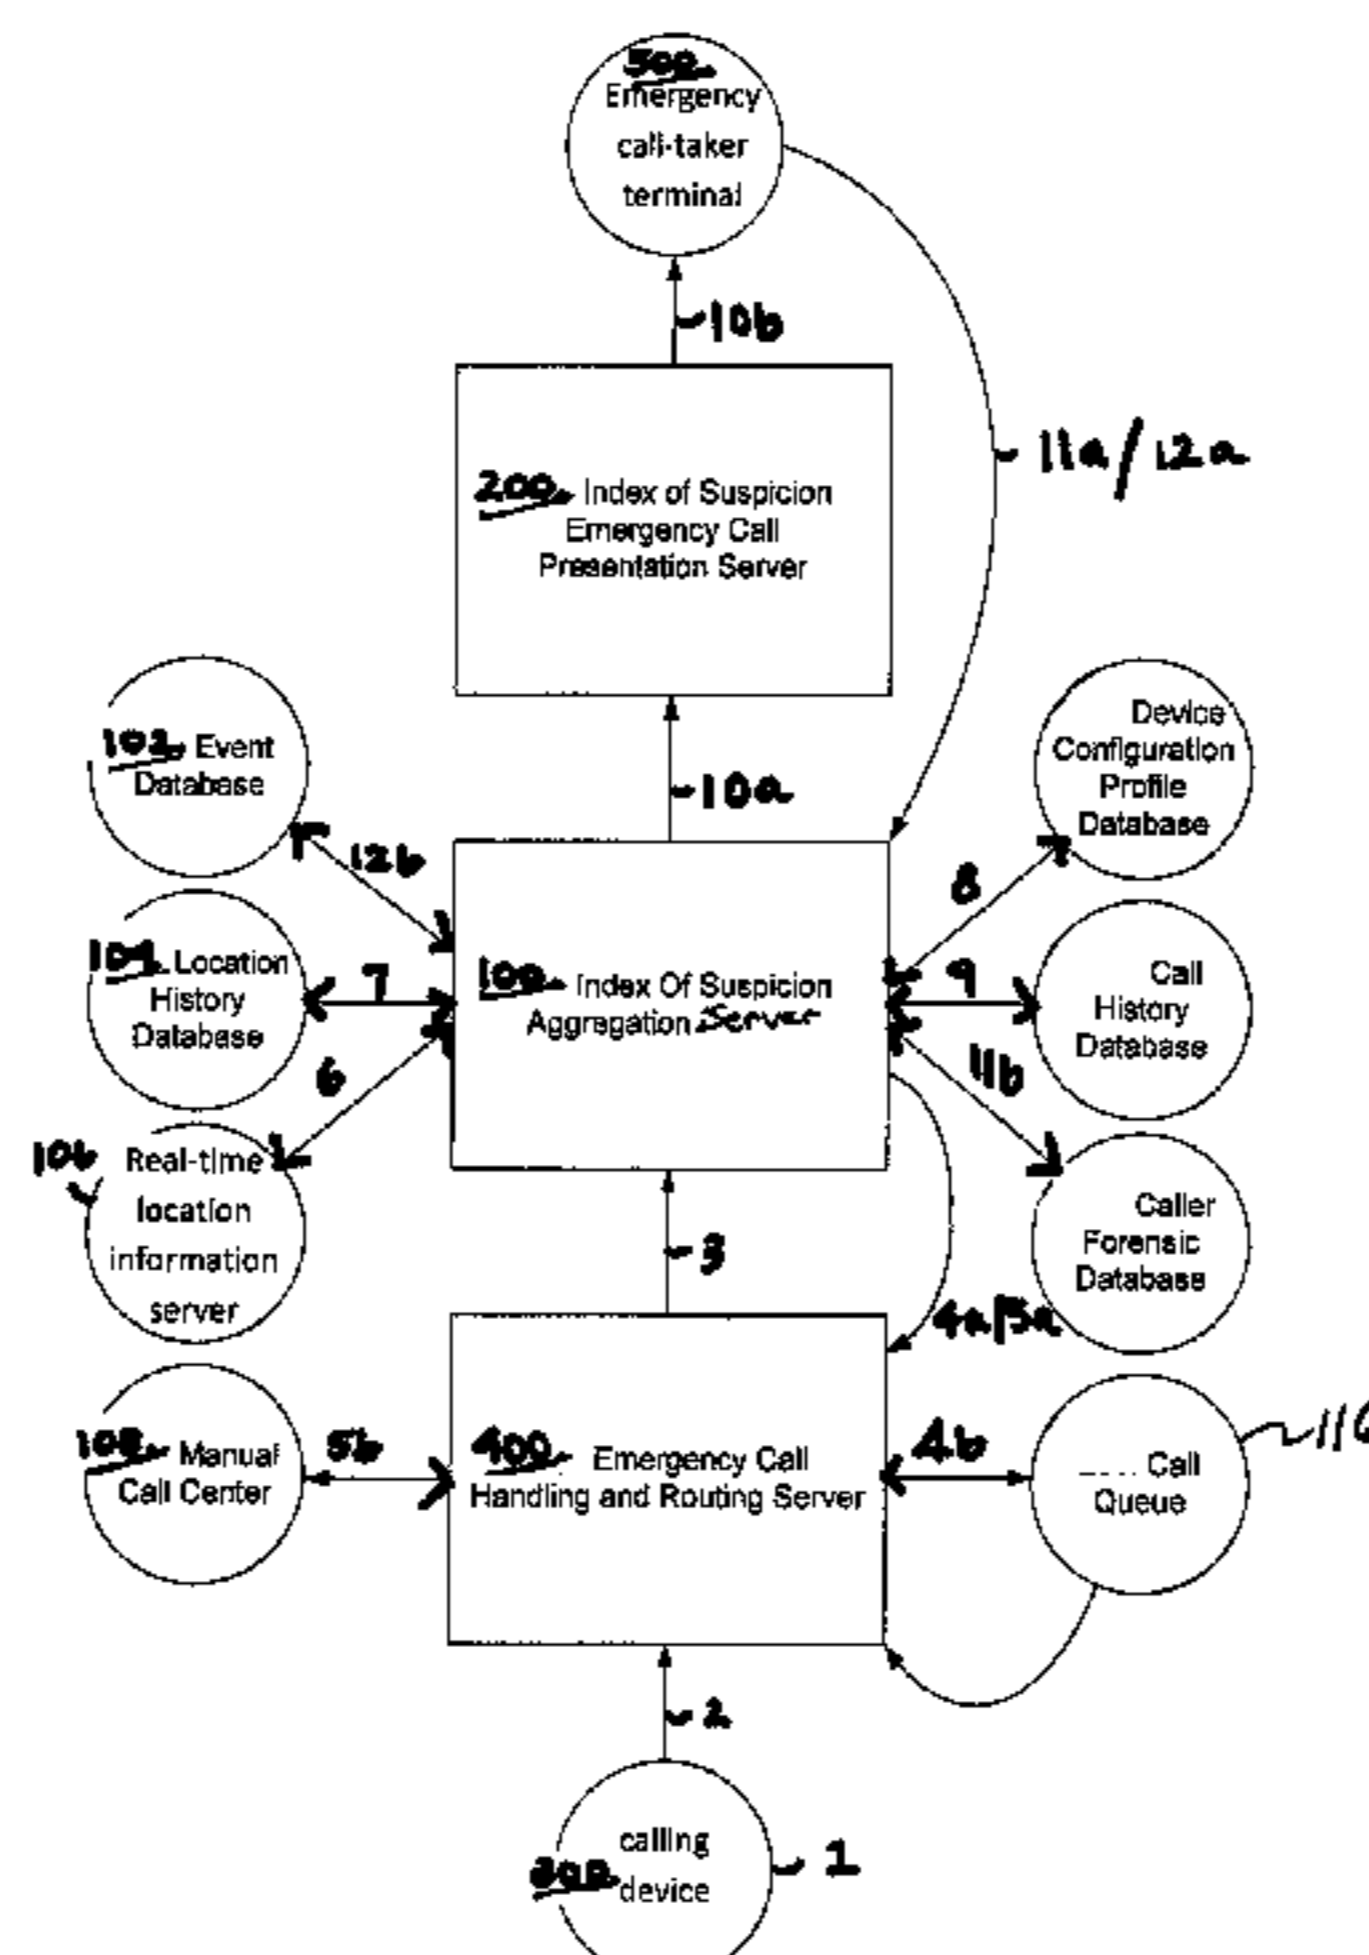 500
Emergency
call-taker
terminal
10b
11a/12a
200 Index of Suspicion
Emergency Call
Presentation Server
10a
102 Event
Database
12b
Device
Configuration
Profile
Database
8
104 Location
History
Database
7
100 Index Of Suspicion
Aggregation Server
9
Call
History
Database
6
11b
106
Real-time
location
information
server
3
4a/5a
Caller
Forensic
Database
108 Manual
Call Center
5b
400 Emergency Call
Handling and Routing Server
4b
Call
Queue
2
calling
device
1